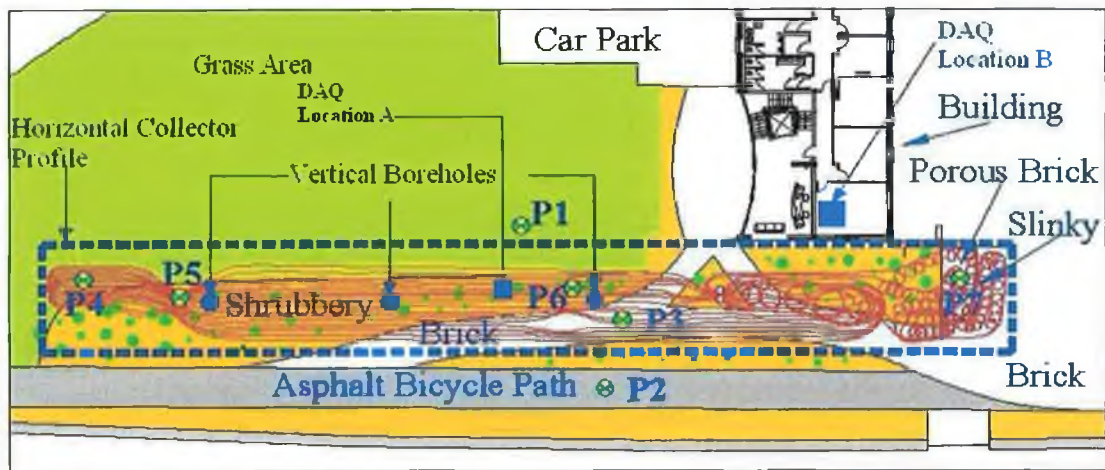 Car Park
DAQ
Location B
Grass Area
DAQ
Location A
Building
Horizontal Collector
Profile
Vertical Boreholes
Porous Brick
P1
Slinky
P5
P4
P6
P7
Shrubbery
P3
Brick
Brick
Asphalt Bicycle Path
P2